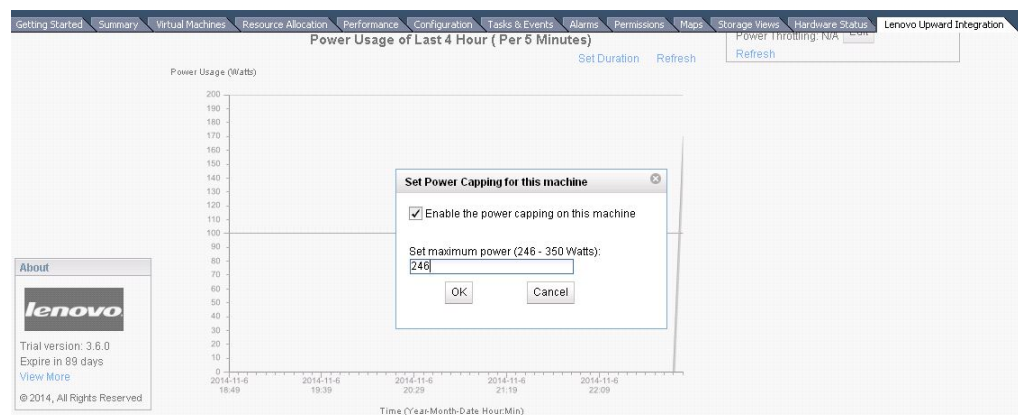 Getting Started Summary Virtual Machines Resource Allocation Performance Configuration Tasks & Events Alarms Permissions Maps Storage Views Hardware Status Lenovo Upward Integration
Power Usage of Last 4 Hour ( Per 5 Minutes)
Set Duration Refresh
Power Throttling: N/A Edit
Refresh
Power Usage (Watts)
200
190
180
170
160
150
140
130
120
110
100
90
80
70
60
50
40
30
20
10
0
2014-11-6 2014-11-6 2014-11-6 2014-11-6 2014-11-6
18:49 19:39 20:29 21:19 22:09
Time (Year-Month-Date Hour:Min)
Set Power Capping for this machine
Enable the power capping on this machine
Set maximum power (246 - 350 Watts):
246
OK Cancel
About
lenovo
Trial version: 3.6.0
Expire in 89 days
View More
© 2014, All Rights Reserved